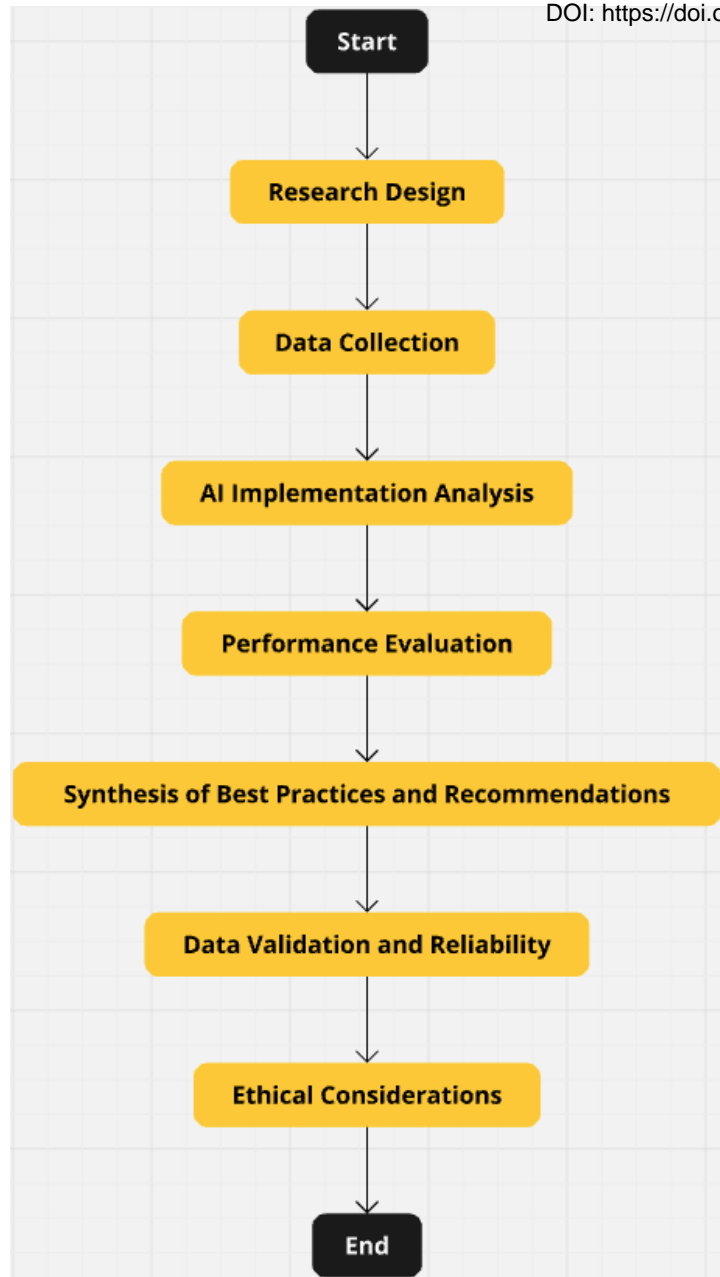 DOI: https://doi.
Start
Research Design
Data Collection
AI Implementation Analysis
Performance Evaluation
Synthesis of Best Practices and Recommendations
Data Validation and Reliability
Ethical Considerations
End